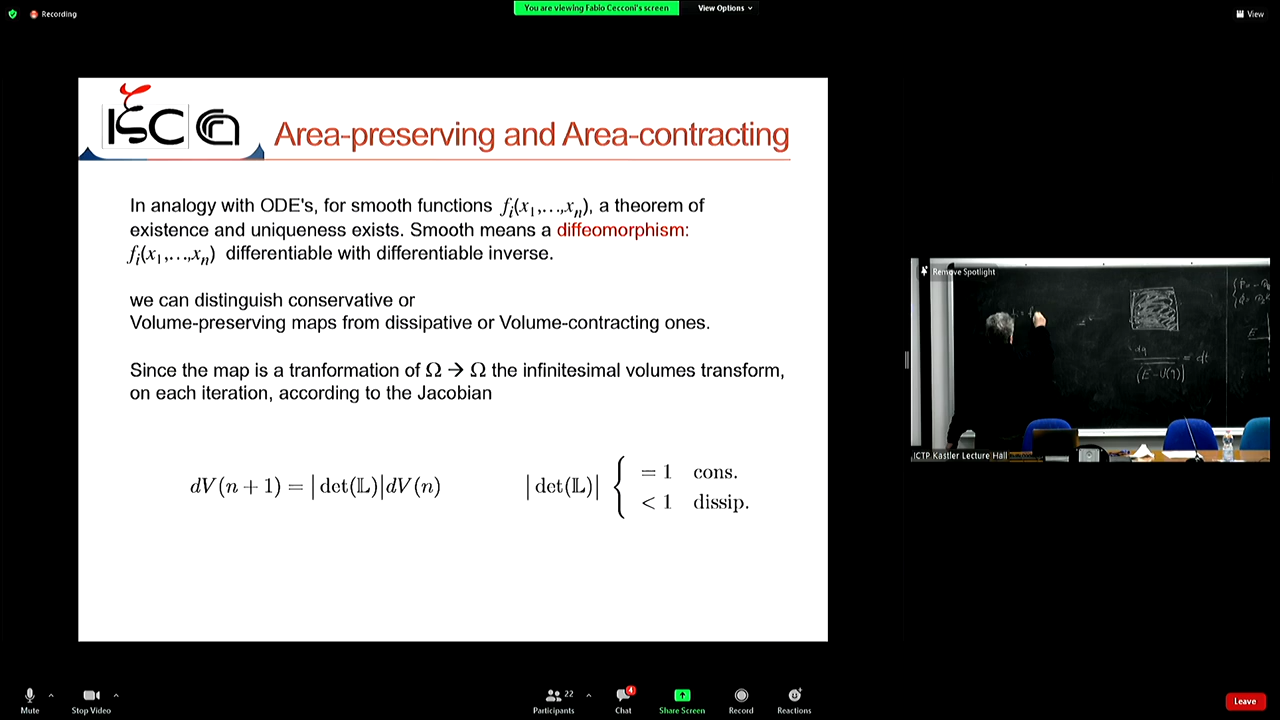 Recording
You are viewing Fabio Cecconi's screen
View Options
View
ISC
Area-preserving and Area-contracting
In analogy with ODE's, for smooth functions fᵢ(x₁,…,xₙ), a theorem of
existence and uniqueness exists. Smooth means a diffeomorphism:
fᵢ(x₁,…,xₙ) differentiable with differentiable inverse.
we can distinguish conservative or
Volume-preserving maps from dissipative or Volume-contracting ones.
Since the map is a tranformation of Ω → Ω the infinitesimal volumes transform,
on each iteration, according to the Jacobian
dV(n + 1) = | det(𝕃)|dV(n)
| det(𝕃)| { = 1 cons.
< 1 dissip.
Remove Spotlight
dq
= dt
(E - U(q))
ICTP Kastler Lecture Hall
Mute
Stop Video
22
Participants
4
Chat
Share Screen
Record
Reactions
Leave